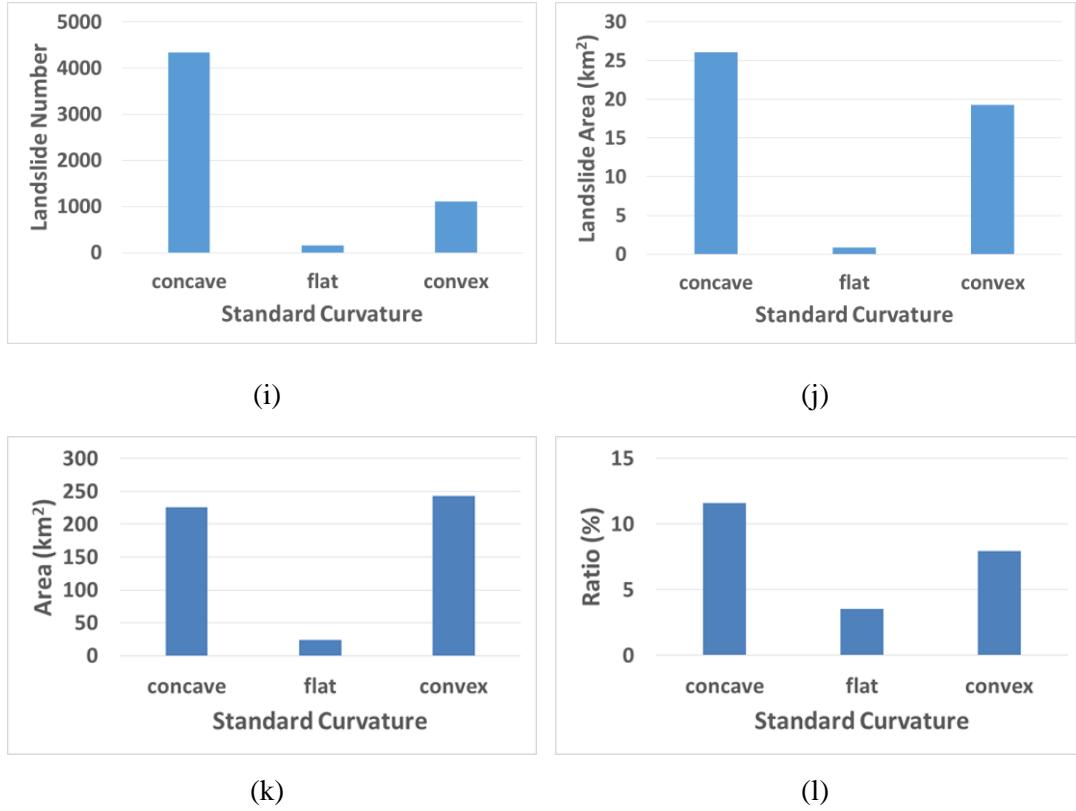 Landslide Number
5000
4000
3000
2000
1000
0
concave flat convex
Standard Curvature
(i)
Landslide Area (km²)
30
25
20
15
10
5
0
concave flat convex
Standard Curvature
(j)
Area (km²)
300
250
200
150
100
50
0
concave flat convex
Standard Curvature
(k)
Ratio (%)
15
10
5
0
concave flat convex
Standard Curvature
(l)